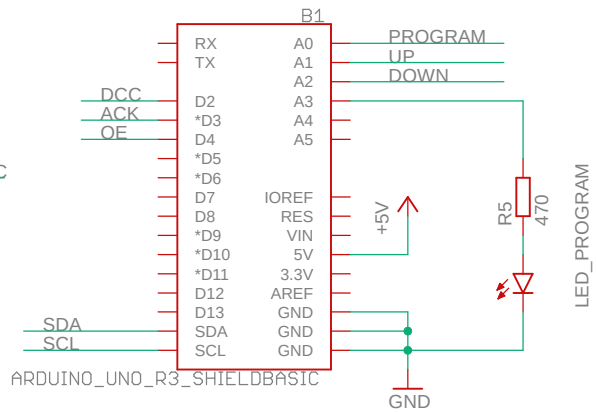 B1
RX A0 PROGRAM
TX A1 UP
A2 DOWN
DCC D2 A3
ACK *D3 A4
OE D4 A5
*D5
*D6
D7 IOREF
D8 RES
*D9 VIN
*D10 5V
*D11 3.3V
D12 AREF
D13 GND
SDA SDA GND
SCL SCL GND
+5V
R5
470
LED_PROGRAM
ARDUINO_UNO_R3_SHIELDBASIC
GND